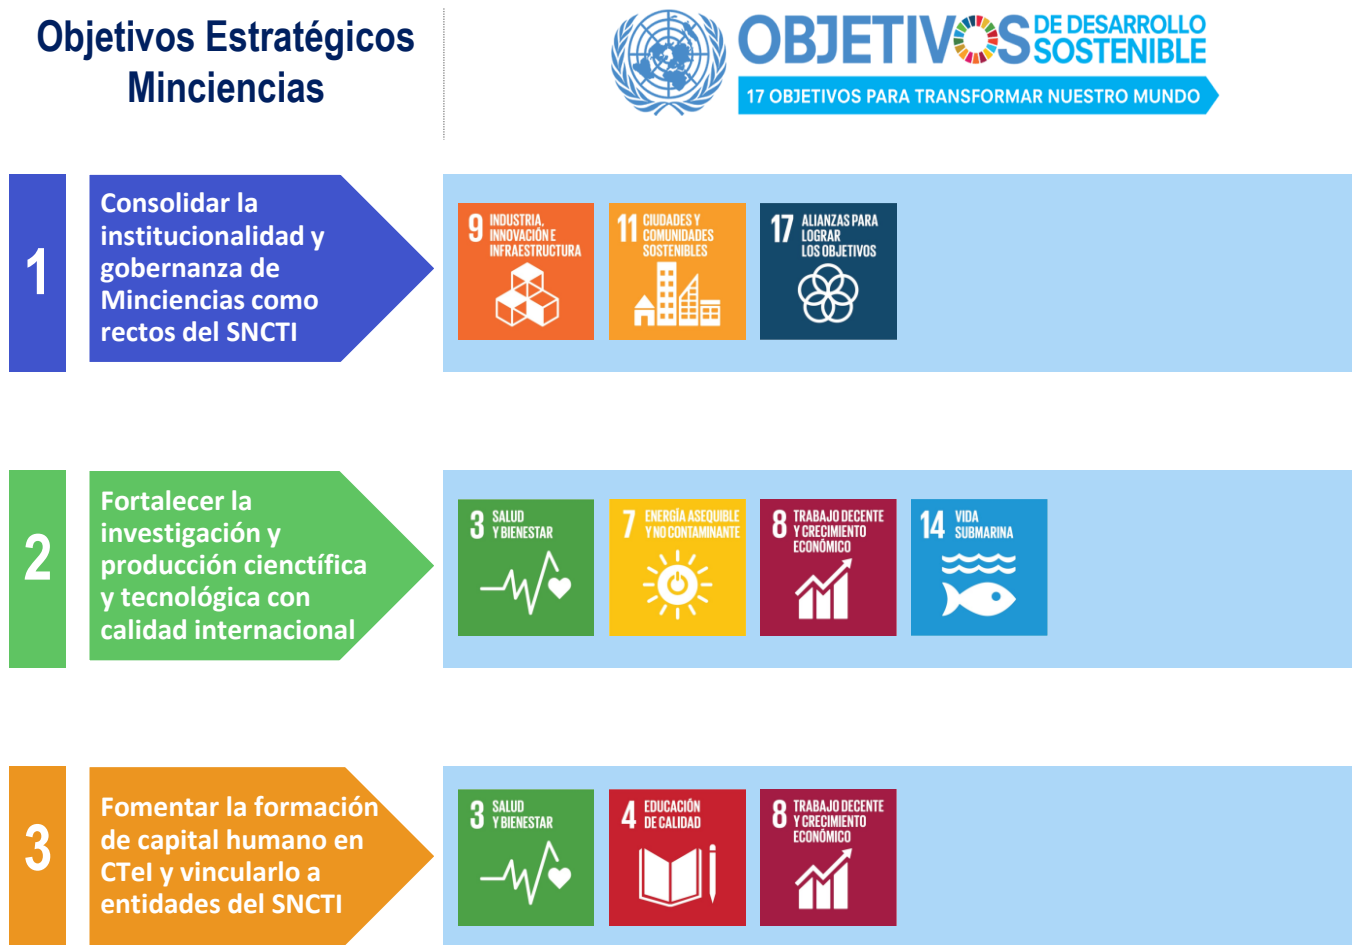 Objetivos Estratégicos
Minciencias
OBJETIVOS DE DESARROLLO
SOSTENIBLE
17 OBJETIVOS PARA TRANSFORMAR NUESTRO MUNDO
1
Consolidar la
institucionalidad y
gobernanza de
Minciencias como
rectos del SNCTI
9 INDUSTRIA,
INNOVACIÓN E
INFRAESTRUCTURA
11 CIUDADES Y
COMUNIDADES
SOSTENIBLES
17 ALIANZAS PARA
LOGRAR
LOS OBJETIVOS
2
Fortalecer la
investigación y
producción cienctífica
y tecnológica con
calidad internacional
3 SALUD
Y BIENESTAR
7 ENERGÍA ASEQUIBLE
Y NO CONTAMINANTE
8 TRABAJO DECENTE
Y CRECIMIENTO
ECONÓMICO
14 VIDA
SUBMARINA
3
Fomentar la formación
de capital humano en
CTeI y vincularlo a
entidades del SNCTI
3 SALUD
Y BIENESTAR
4 EDUCACIÓN
DE CALIDAD
8 TRABAJO DECENTE
Y CRECIMIENTO
ECONÓMICO